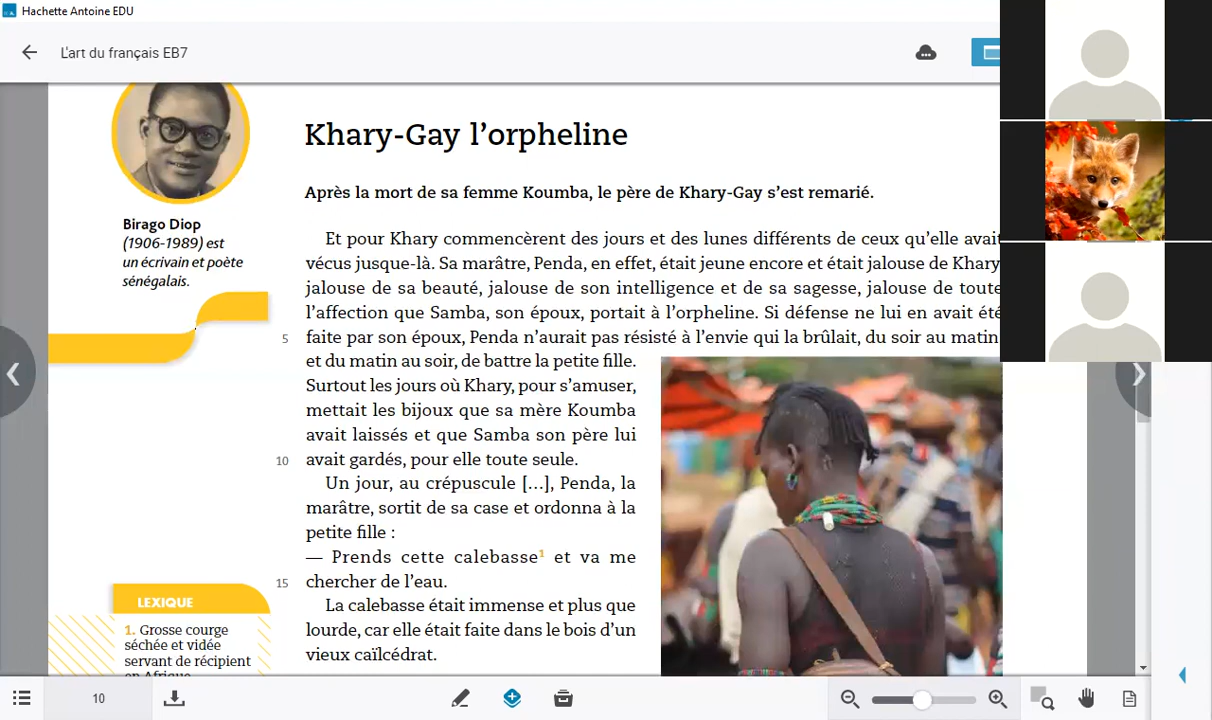 Hachette Antoine EDU
L'art du français EB7
Khary-Gay l'orpheline
Après la mort de sa femme Koumba, le père de Khary-Gay s'est remarié.
Birago Diop
(1906-1989) est
un écrivain et poète
sénégalais.
Et pour Khary commencèrent des jours et des lunes différents de ceux qu'elle avait
vécus jusque-là. Sa marâtre, Penda, en effet, était jeune encore et était jalouse de Khary
jalouse de sa beauté, jalouse de son intelligence et de sa sagesse, jalouse de toute
l'affection que Samba, son époux, portait à l'orpheline. Si défense ne lui en avait été
5 faite par son époux, Penda n'aurait pas résisté à l'envie qui la brûlait, du soir au matin
et du matin au soir, de battre la petite fille.
Surtout les jours où Khary, pour s'amuser,
mettait les bijoux que sa mère Koumba
avait laissés et que Samba son père lui
10 avait gardés, pour elle toute seule.
Un jour, au crépuscule [...], Penda, la
marâtre, sortit de sa case et ordonna à la
petite fille :
— Prends cette calebasse1 et va me
15 chercher de l'eau.
La calebasse était immense et plus que
lourde, car elle était faite dans le bois d'un
vieux caïlcédrat.
LEXIQUE
1. Grosse courge
séchée et vidée
servant de récipient
en Afrique
10